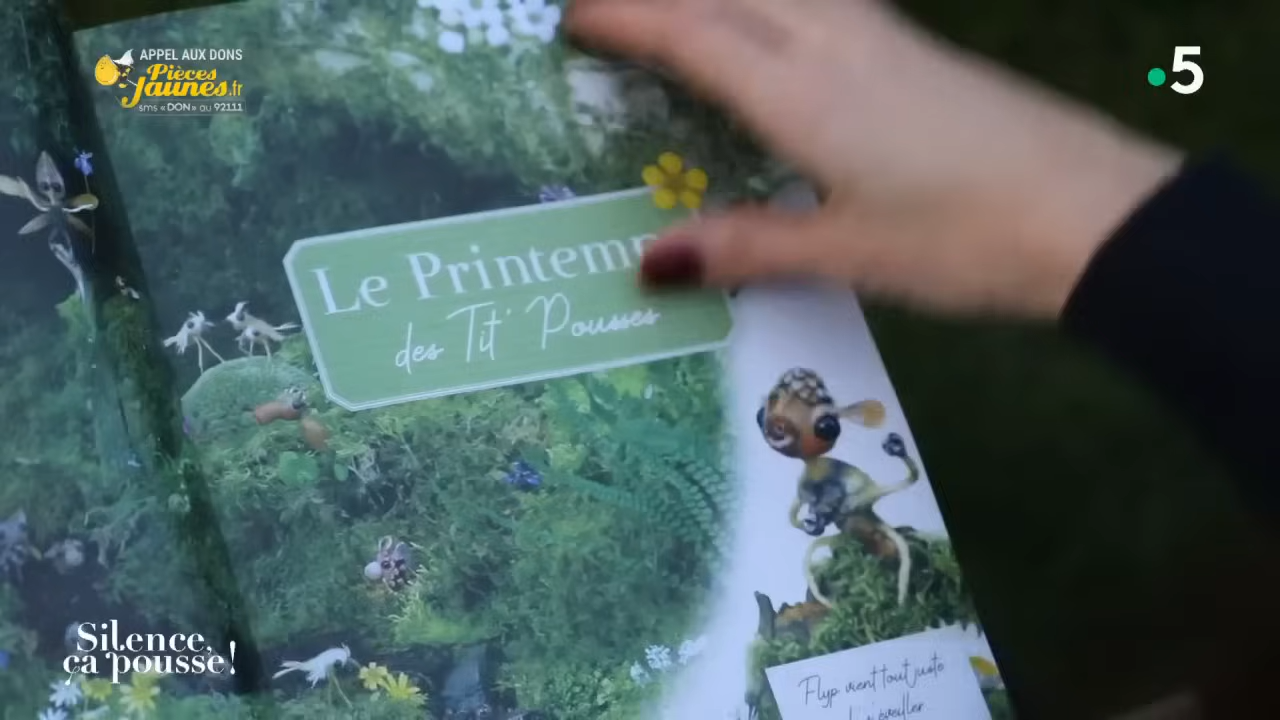 APPEL AUX DONS
Pièces
Jaunes.fr
sms «DON» au 92111
5
Le Printemp
des Tit' Pousses
Flyp vient tout juste
Silence,
ça pousse!